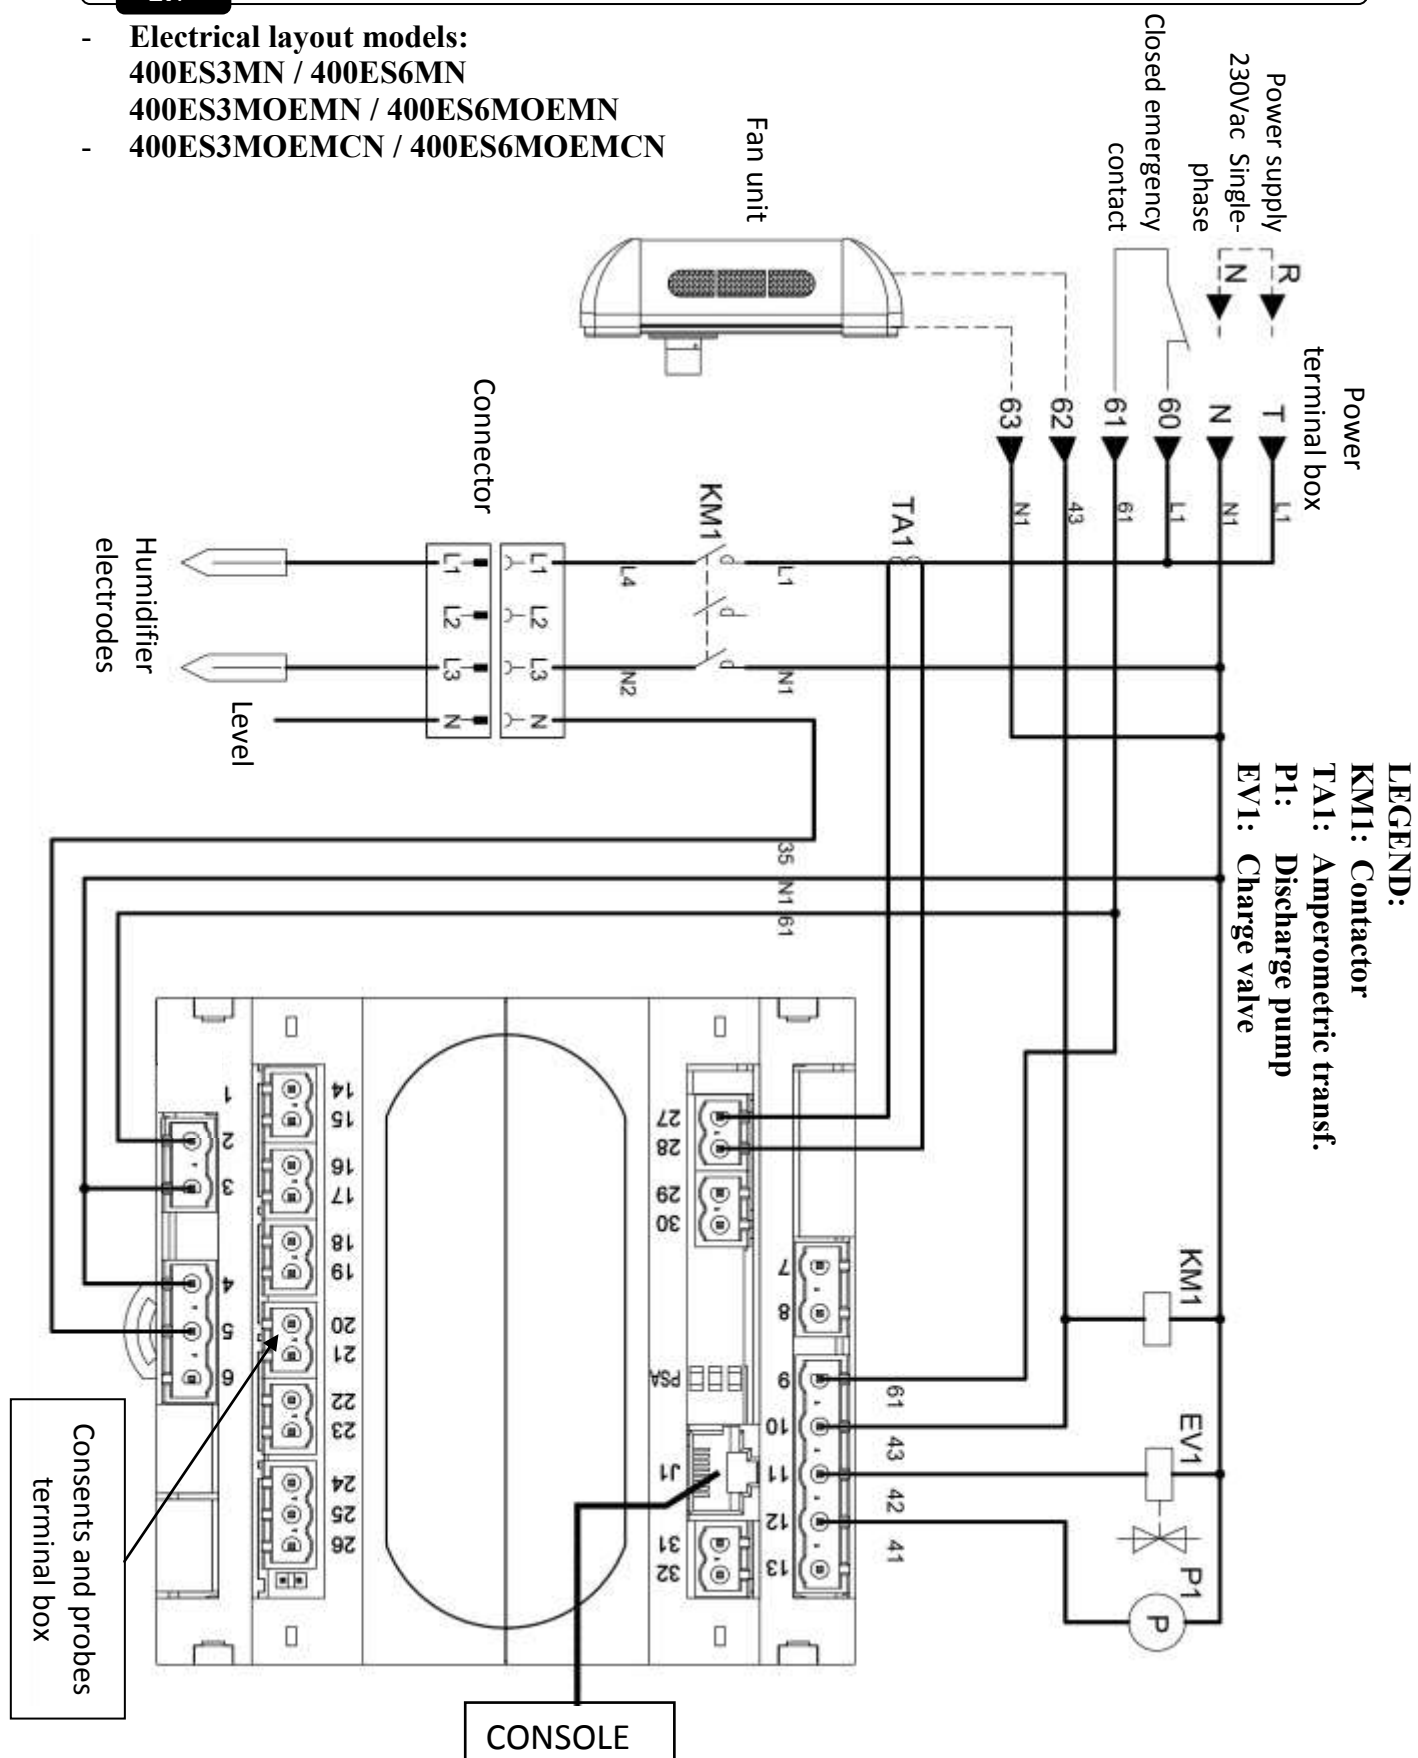 - Electrical layout models:
400ES3MN / 400ES6MN
400ES3MOEMN / 400ES6MOEMN
- 400ES3MOEMCN / 400ES6MOEMCN
Power supply
230Vac Single-
phase
Closed emergency
contact
Fan unit
R
N
Power
terminal box
T
N
60
61
62
63
L1
N1
L1
61
43
N1
TA1
KM1
Connector
L1
L4
N1
N2
L1
L2
L3
N
L1
L2
L3
N
Humidifier
electrodes
Level
LEGEND:
KM1: Contactor
TA1: Amperometric transf.
P1: Discharge pump
EV1: Charge valve
35
N1
61
1
2
3
4
5
6
14
15
16
17
18
19
20
21
22
23
24
25
26
27
28
29
30
PSA
J1
31
32
7
8
9
10
11
12
13
61
43
42
41
KM1
EV1
P1
P
Consents and probes
terminal box
CONSOLE